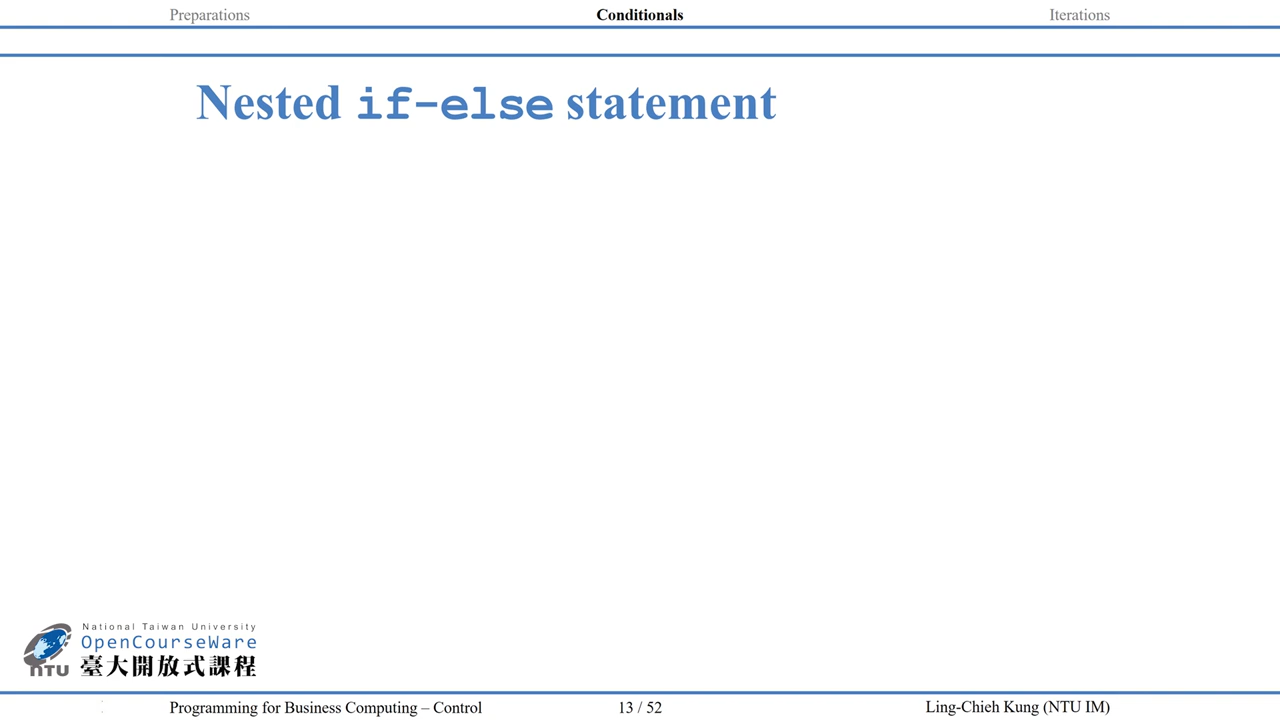 Preparations
Conditionals
Iterations
Nested if-else statement
National Taiwan University
OpenCourseWare
臺大開放式課程
NTU
Programming for Business Computing – Control
13 / 52
Ling-Chieh Kung (NTU IM)